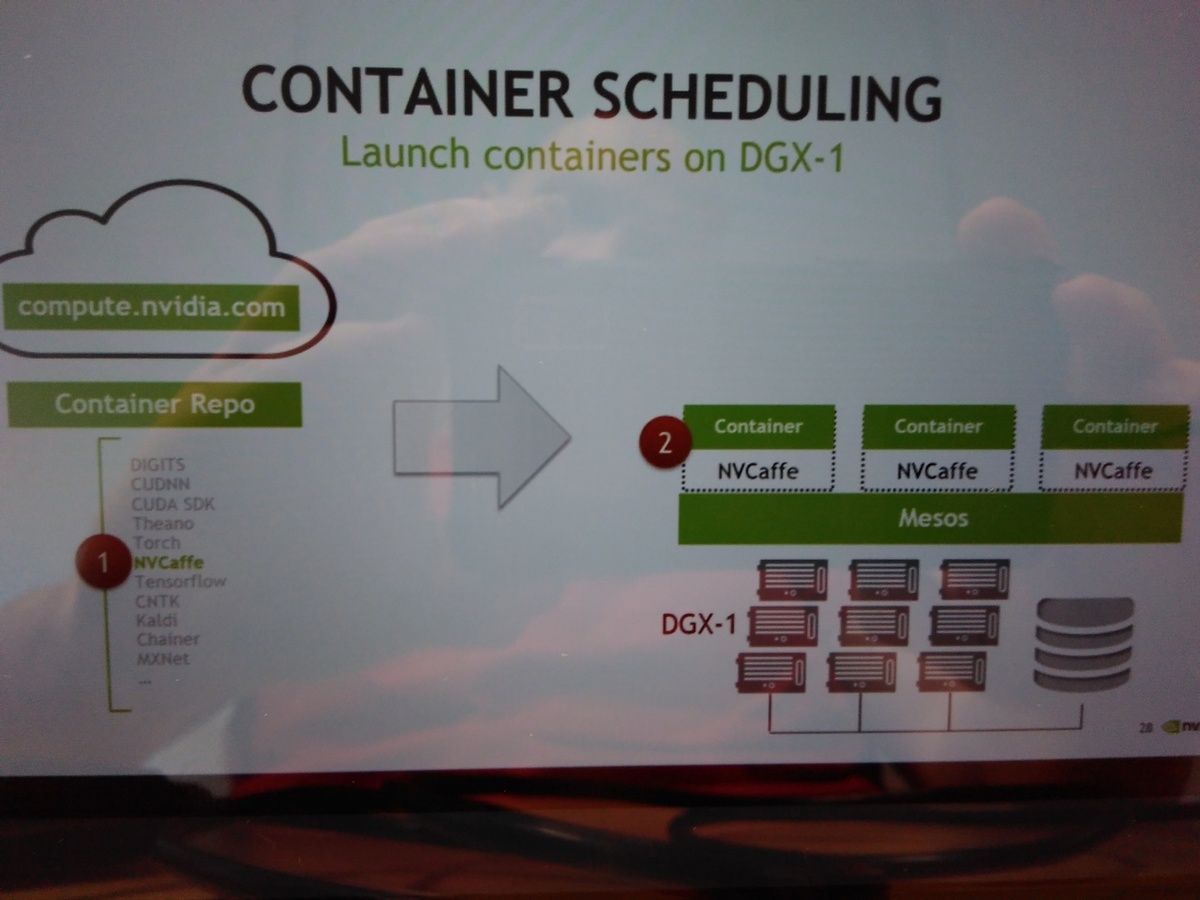 CONTAINER SCHEDULING
Launch containers on DGX-1
compute.nvidia.com
Container Repo
1
DIGITS
CUDNN
CUDA SDK
Theano
Torch
NVCaffe
Tensorflow
CNTK
Kaldi
Chainer
MXNet
...
2
Container
NVCaffe
Container
NVCaffe
Container
NVCaffe
Mesos
DGX-1
28
nv